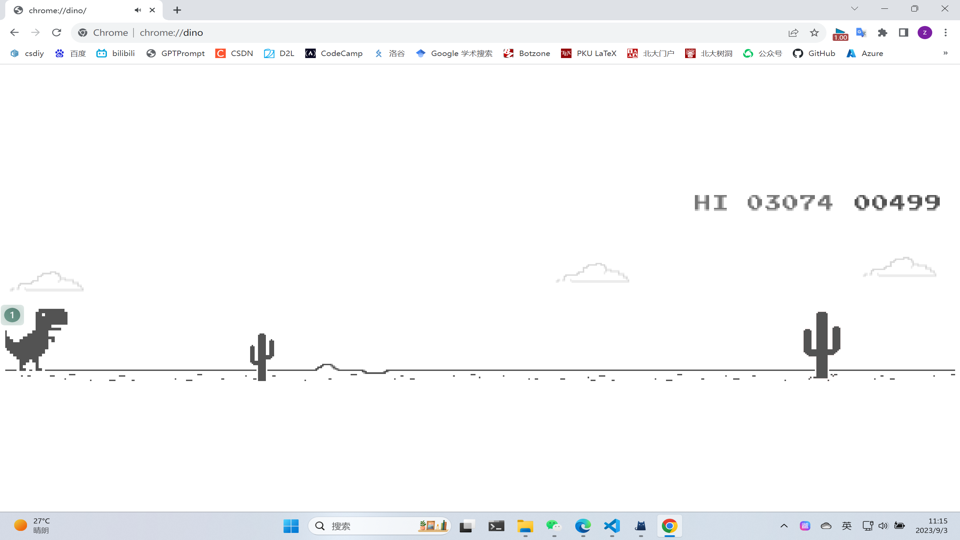 chrome://dino/
Chrome | chrome://dino
1.00
z
csdiy 百度 bilibili GPTPrompt CSDN D2L CodeCamp 洛谷 Google 学术搜索 Botzone PKU LaTeX 北大门户 北大树洞 公众号 GitHub Azure »
HI 03074 00499
1
27°C
晴朗
搜索
英
11:15
2023/9/3